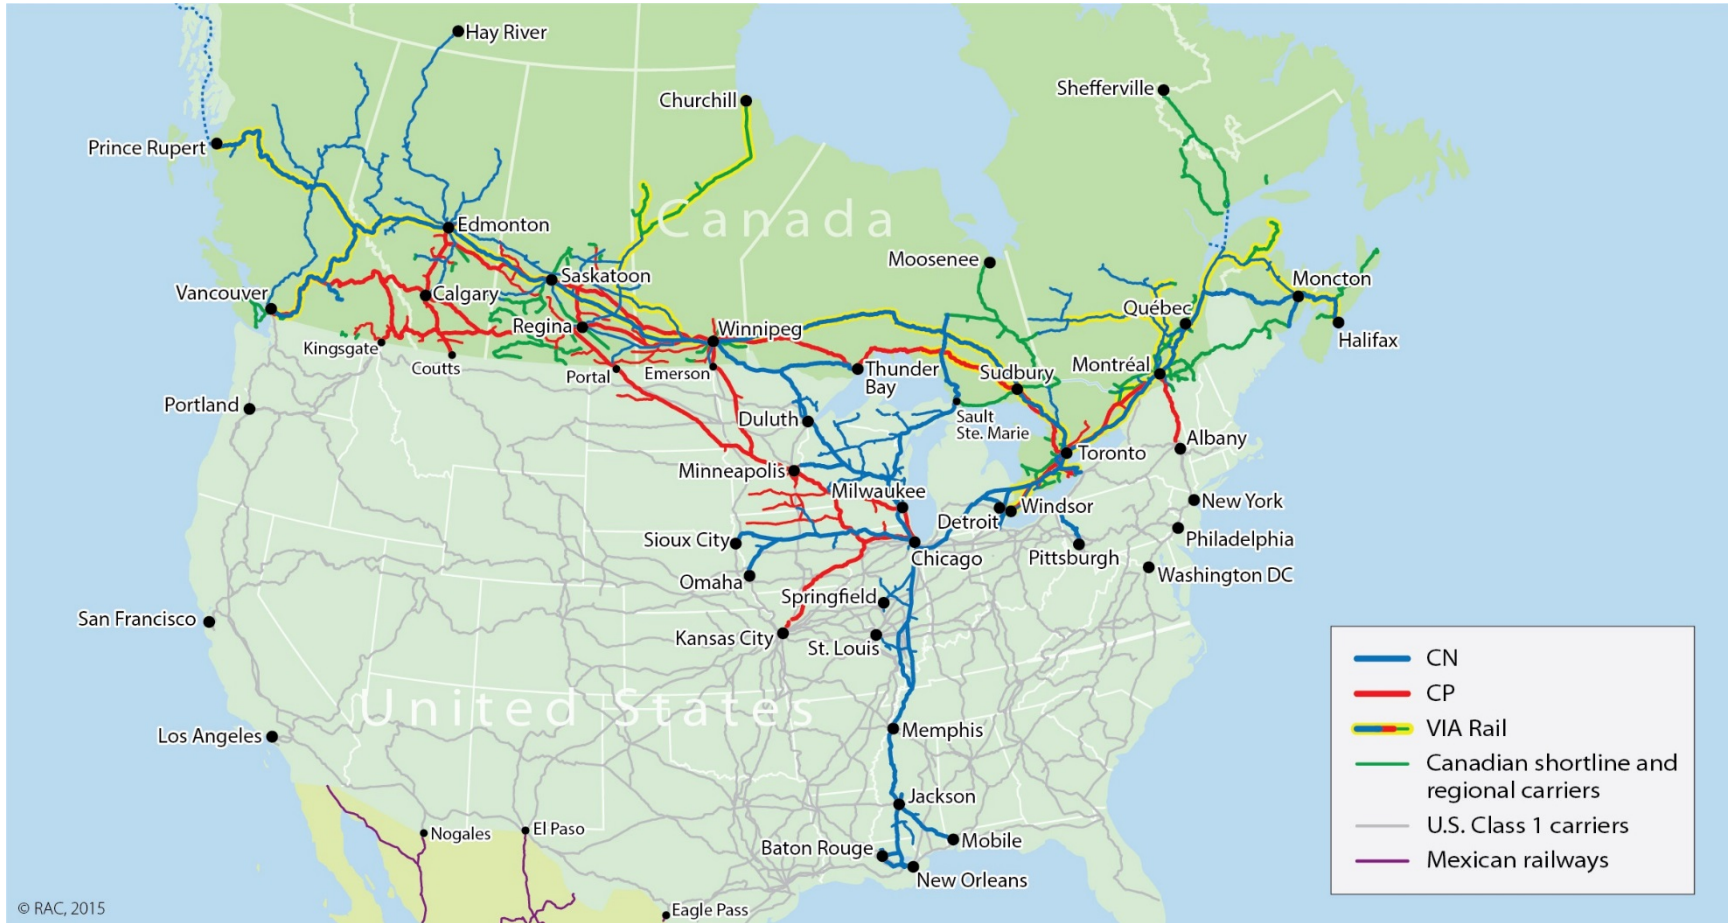 Hay River
Churchill
Shefferville
Prince Rupert
Canada
Edmonton
Moosenee
Saskatoon
Moncton
Vancouver
Calgary
Québec
Regina
Winnipeg
Halifax
Kingsgate
Coutts
Portal
Emerson
Thunder
Bay
Sudbury
Montréal
Portland
Duluth
Sault
Ste. Marie
Albany
Toronto
Minneapolis
Milwaukee
New York
Detroit
Windsor
Sioux City
Philadelphia
Chicago
Pittsburgh
Omaha
Washington DC
Springfield
San Francisco
Kansas City
St. Louis
United States
Memphis
Los Angeles
Jackson
Nogales
El Paso
Mobile
Baton Rouge
New Orleans
Eagle Pass
CN
CP
VIA Rail
Canadian shortline and
regional carriers
U.S. Class 1 carriers
Mexican railways
© RAC, 2015